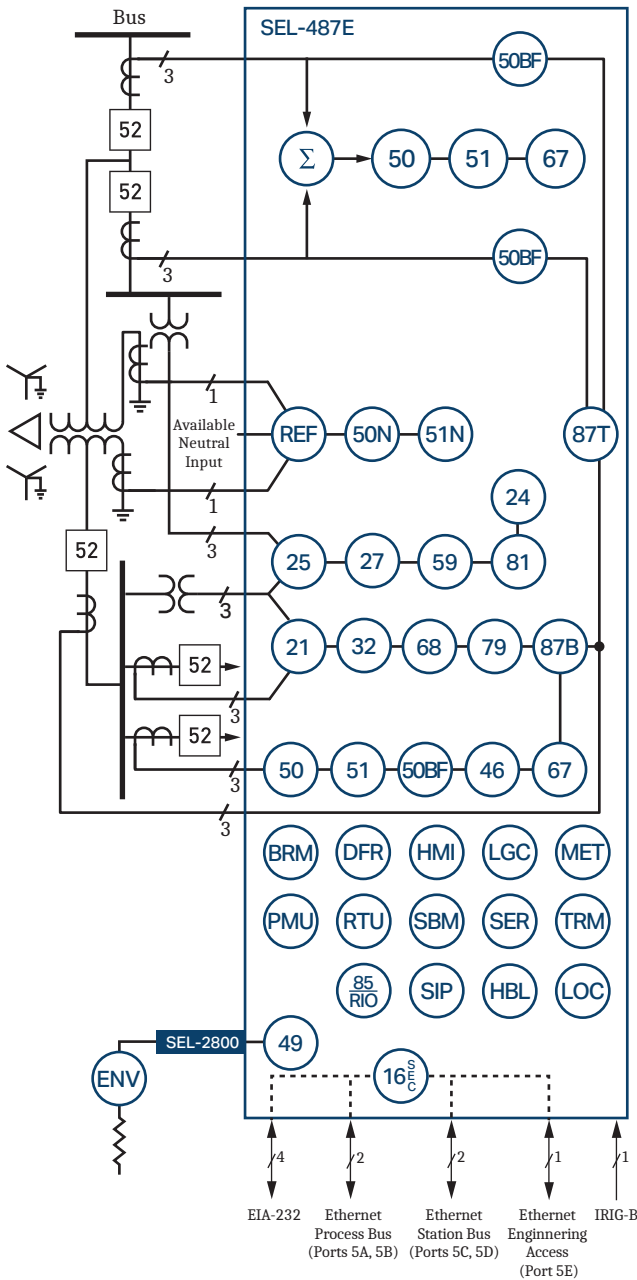 Bus
SEL-487E
3
50BF
52
Σ
50
51
67
52
3
50BF
1
Available
Neutral
Input
REF
50N
51N
87T
1
24
3
25
27
59
81
52
3
21
32
68
79
87B
52
3
52
3
50
51
50BF
46
67
3
BRM
DFR
HMI
LGC
MET
PMU
RTU
SBM
SER
TRM
85
RIO
SIP
HBL
LOC
SEL-2800
49
ENV
16 SEC
4
2
2
1
1
EIA-232
Ethernet
Process Bus
(Ports 5A, 5B)
Ethernet
Station Bus
(Ports 5C, 5D)
Ethernet
Enginnering
Access
(Port 5E)
IRIG-B